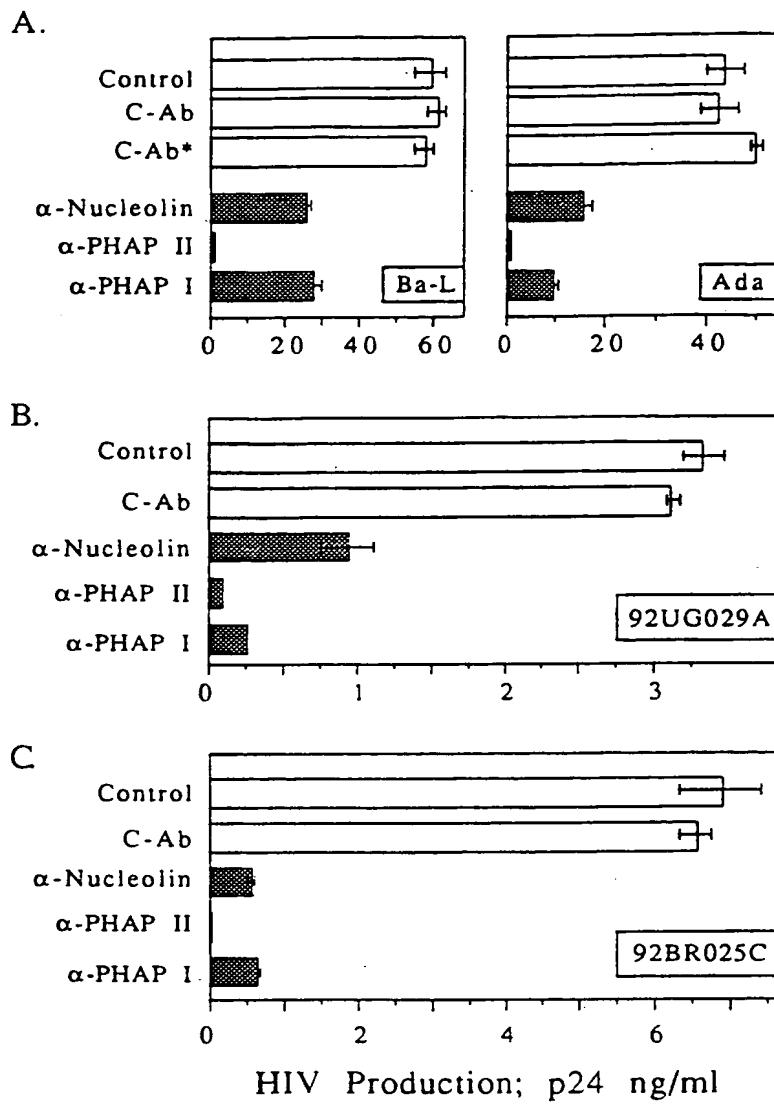 A.
Control
C-Ab
C-Ab*
α-Nucleolin
α-PHAP II
α-PHAP I
Ba-L
Ada
0 20 40 60
0 20 40
B.
Control
C-Ab
α-Nucleolin
α-PHAP II
α-PHAP I
92UG029A
0 1 2 3
C
Control
C-Ab
α-Nucleolin
α-PHAP II
α-PHAP I
92BR025C
0 2 4 6
HIV Production; p24 ng/ml